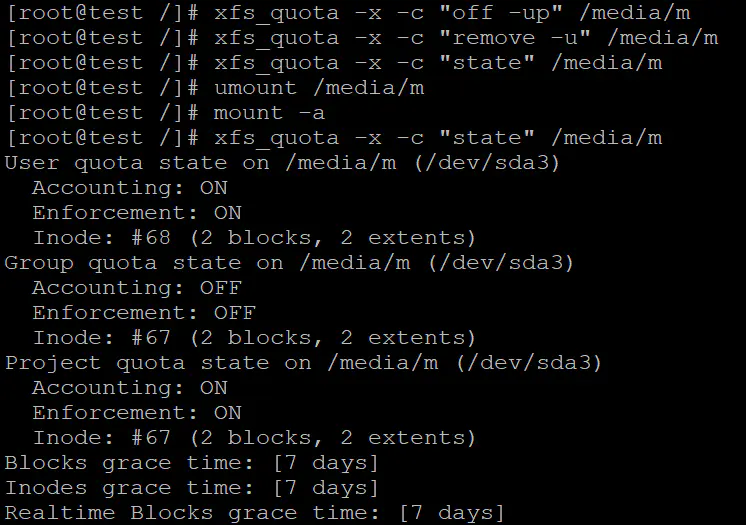 [root@test /]# xfs_quota -x -c "off -up" /media/m
[root@test /]# xfs_quota -x -c "remove -u" /media/m
[root@test /]# xfs_quota -x -c "state" /media/m
[root@test /]# umount /media/m
[root@test /]# mount -a
[root@test /]# xfs_quota -x -c "state" /media/m
User quota state on /media/m (/dev/sda3)
  Accounting: ON
  Enforcement: ON
  Inode: #68 (2 blocks, 2 extents)
Group quota state on /media/m (/dev/sda3)
  Accounting: OFF
  Enforcement: OFF
  Inode: #67 (2 blocks, 2 extents)
Project quota state on /media/m (/dev/sda3)
  Accounting: ON
  Enforcement: ON
  Inode: #67 (2 blocks, 2 extents)
Blocks grace time: [7 days]
Inodes grace time: [7 days]
Realtime Blocks grace time: [7 days]